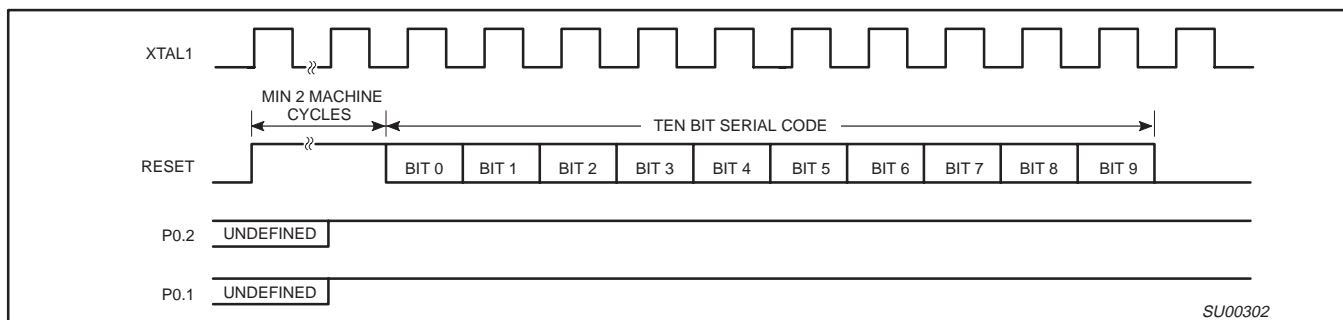 XTAL1
MIN 2 MACHINE
CYCLES
TEN BIT SERIAL CODE
RESET
BIT 0 BIT 1 BIT 2 BIT 3 BIT 4 BIT 5 BIT 6 BIT 7 BIT 8 BIT 9
P0.2 UNDEFINED
P0.1 UNDEFINED
SU00302